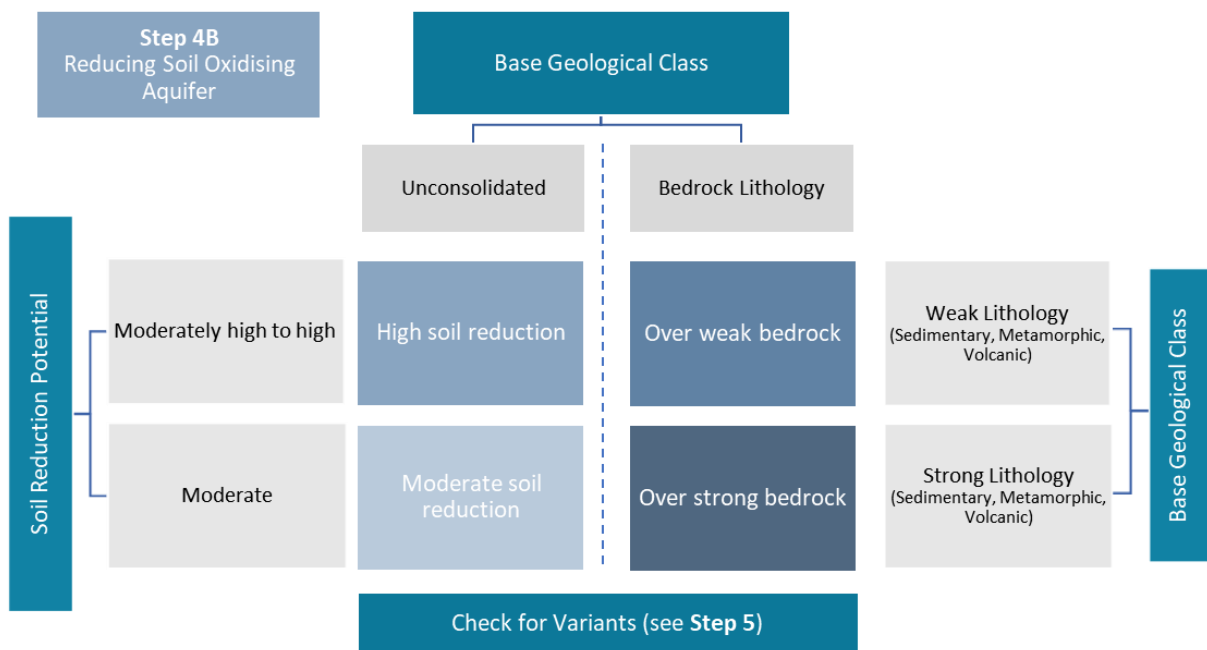 Step 4B
Reducing Soil Oxidising
Aquifer
Base Geological Class
Unconsolidated
Bedrock Lithology
Soil Reduction Potential
Moderately high to high
High soil reduction
Over weak bedrock
Weak Lithology
(Sedimentary, Metamorphic,
Volcanic)
Moderate
Moderate soil
reduction
Over strong bedrock
Strong Lithology
(Sedimentary, Metamorphic,
Volcanic)
Base Geological Class
Check for Variants (see Step 5)